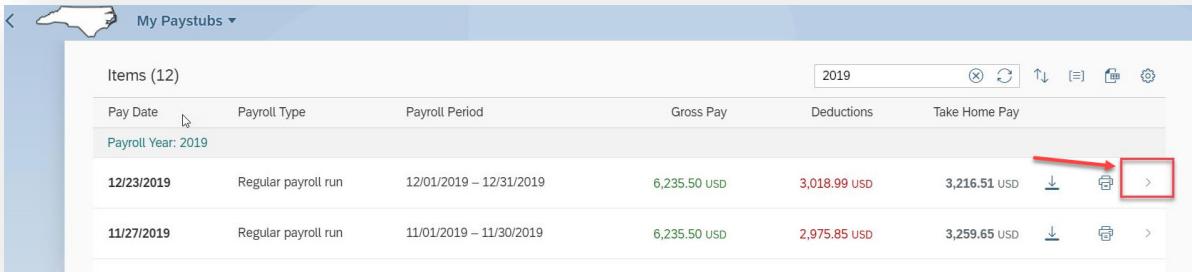 My Paystubs
Items (12)
2019
Pay Date Payroll Type Payroll Period Gross Pay Deductions Take Home Pay
Payroll Year: 2019
12/23/2019 Regular payroll run 12/01/2019 – 12/31/2019 6,235.50 USD 3,018.99 USD 3,216.51 USD
11/27/2019 Regular payroll run 11/01/2019 – 11/30/2019 6,235.50 USD 2,975.85 USD 3,259.65 USD